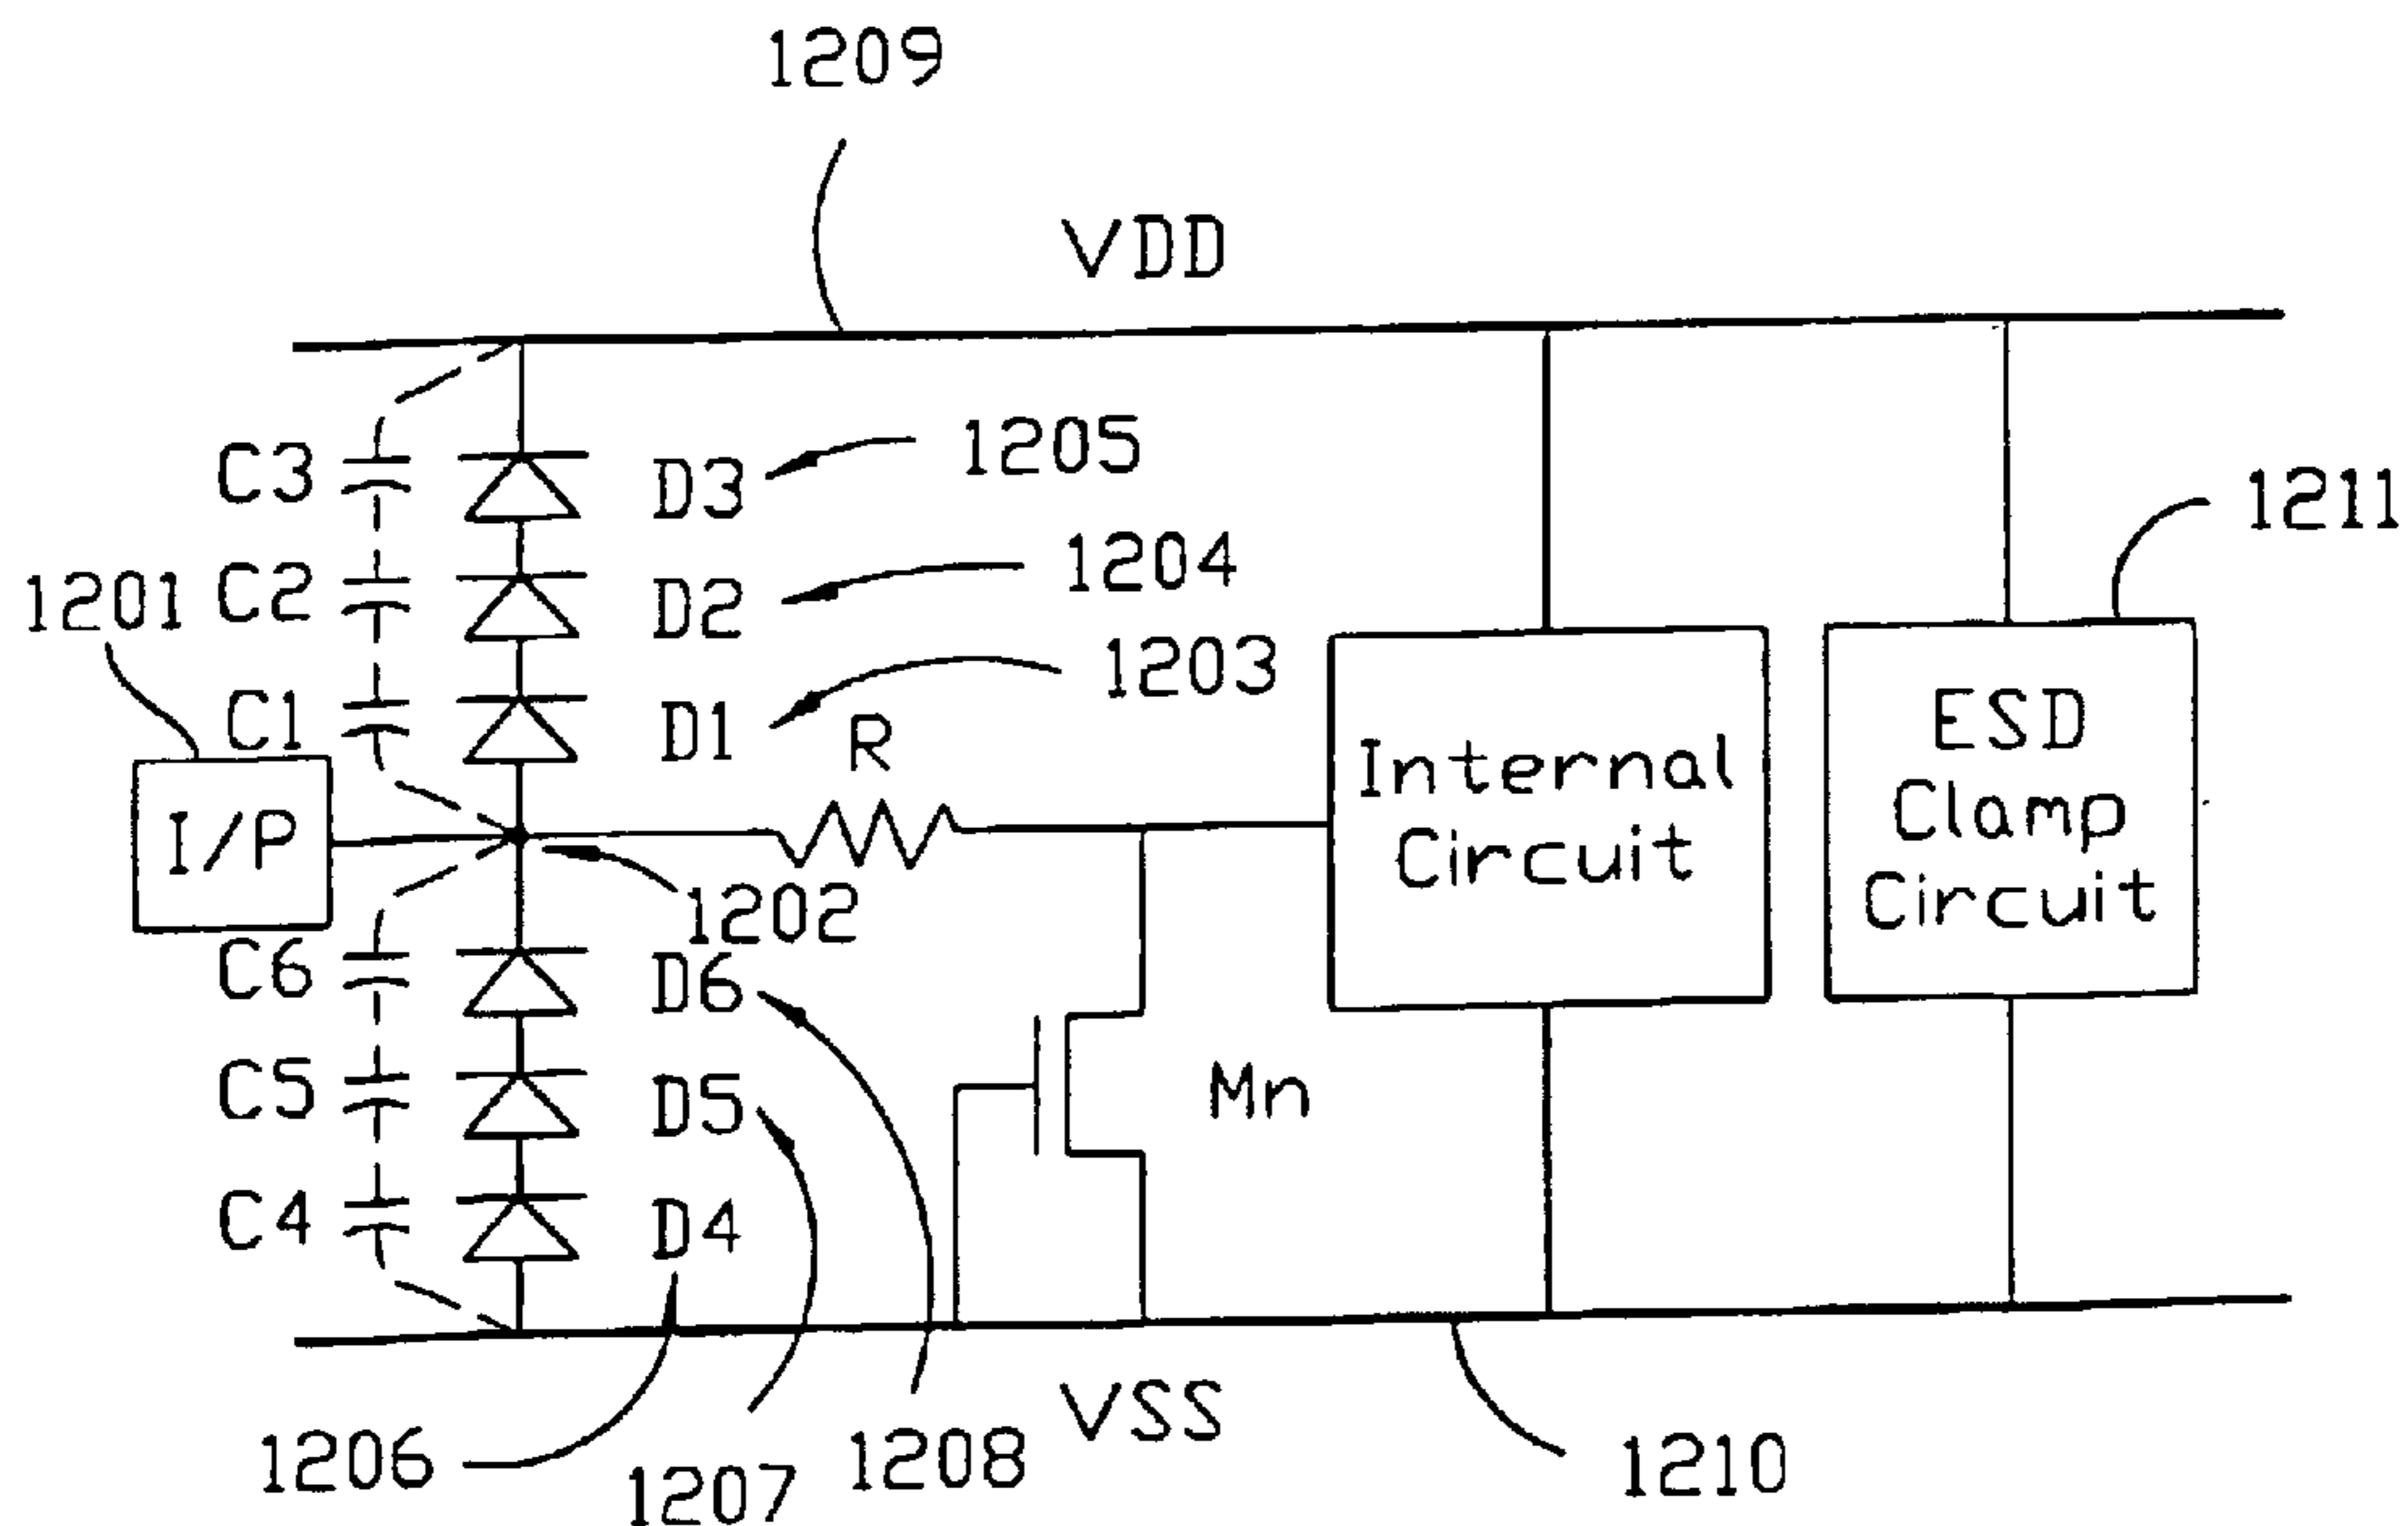 1209
VDD
C3
D3
1205
1211
1204
1201
C2
D2
1203
C1
D1
R
ESD
Clamp
Circuit
Internal
Circuit
I/P
1202
C6
D6
C5
D5
Mn
C4
D4
VSS
1206
1207
1208
1210